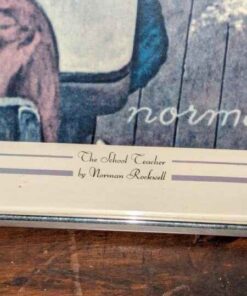 norm
The School Teacher
by Norman Rockwell